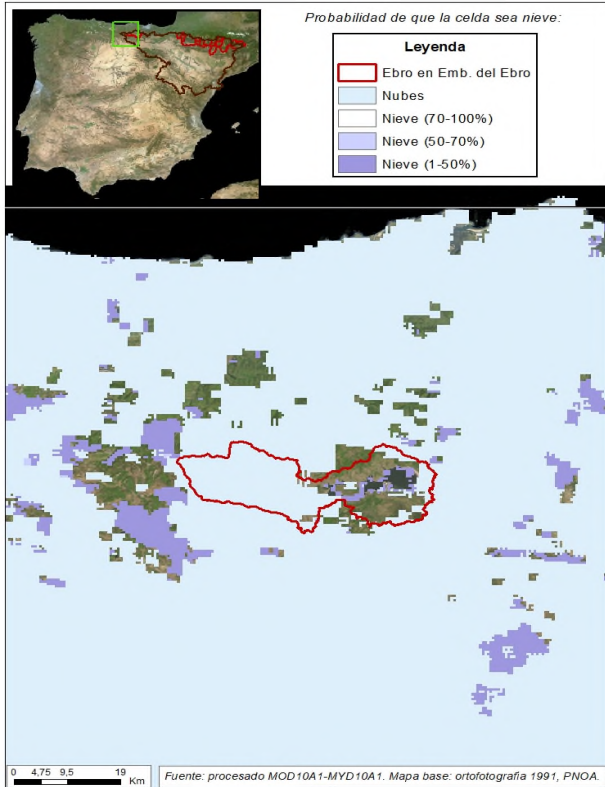 Probabilidad de que la celda sea nieve:
Leyenda
Ebro en Emb. del Ebro
Nubes
Nieve (70-100%)
Nieve (50-70%)
Nieve (1-50%)
0 4,75 9,5 19
Km
Fuente: procesado MOD10A1-MYD10A1. Mapa base: ortofotografía 1991, PNOA.